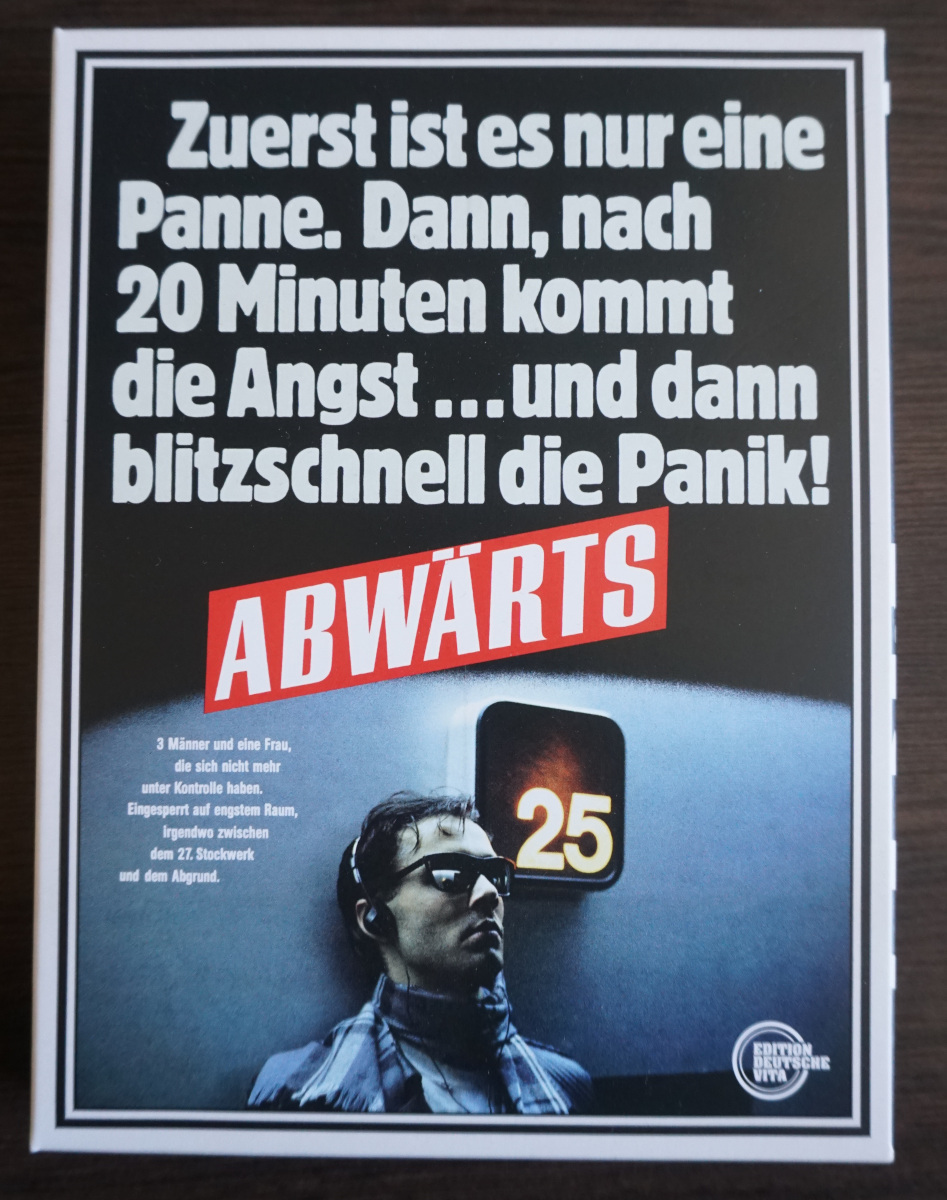 Zuerst ist es nur eine
Panne. Dann, nach
20 Minuten kommt
die Angst ...und dann
blitzschnell die Panik!
ABWÄRTS
3 Männer und eine Frau,
die sich nicht mehr
unter Kontrolle haben.
Eingesperrt auf engstem Raum,
irgendwo zwischen
dem 27. Stockwerk
und dem Abgrund.
25
EDITION
DEUTSCHE
VITA